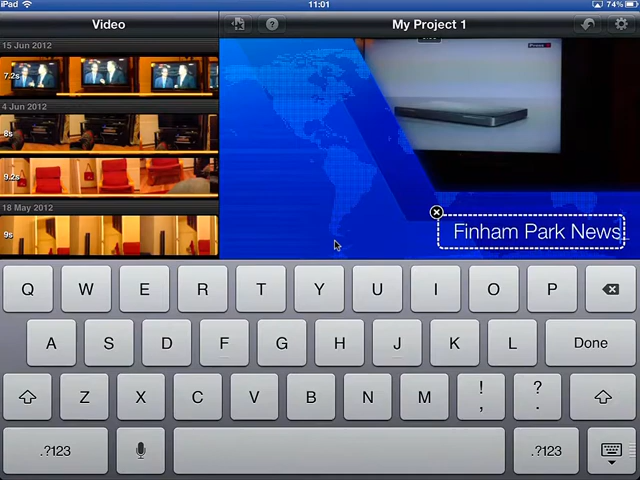 iPad 11:01 74%
Video My Project 1
15 Jun 2012
7.2s
4 Jun 2012
8s
9.2s
18 May 2012
9s
Finham Park News
Q W E R T Y U I O P
A S D F G H J K L Done
Z X C V B N M ! , ? .
.?123 .?123